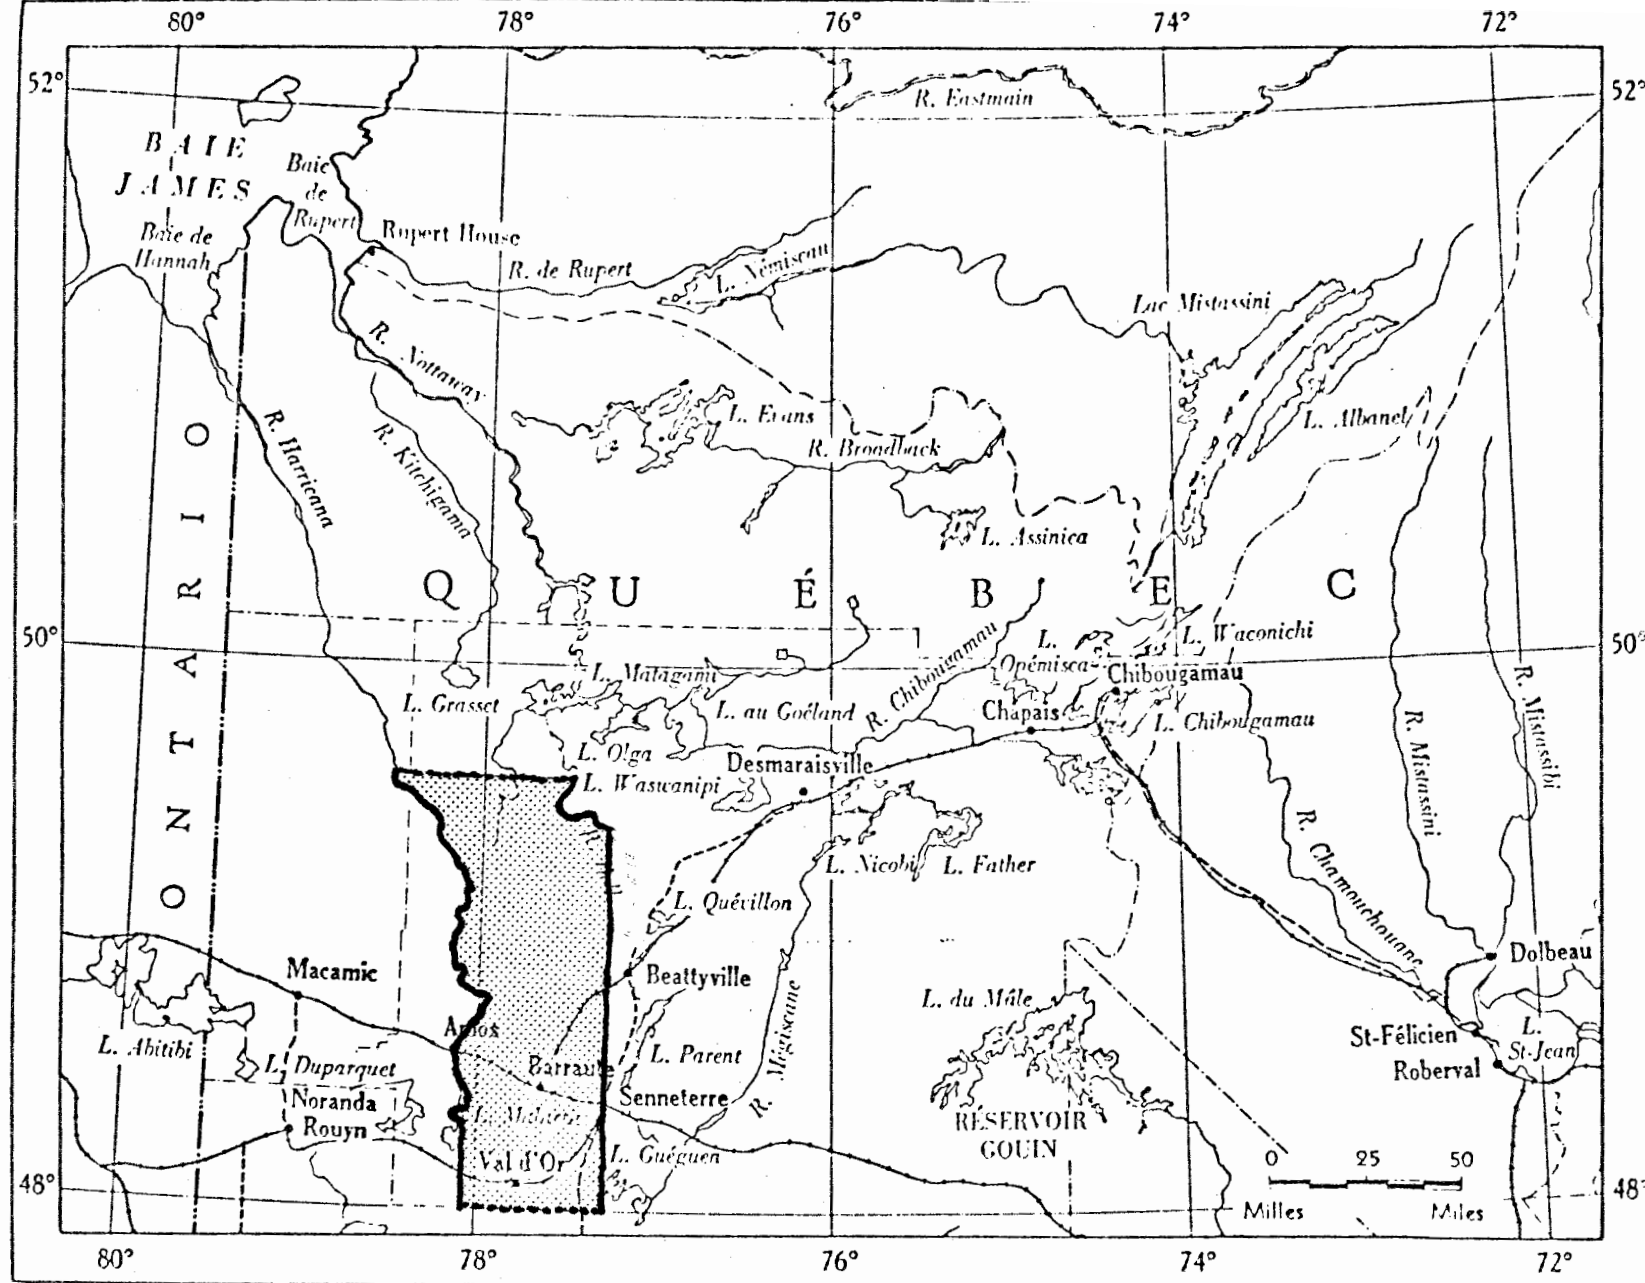 80° 78° 76° 74° 72°
52° 52°
R. Eastmain
BAIE
JAMES
Baie
de
Rupert
Baie de
Hannah
Rupert House
R. de Rupert
L. Némiscau
Lac Mistassini
R. Nottaway
L. Evans
L. Albanel
R. Harricana
R. Kitchigama
R. Broadback
L. Assinica
ONTARIO
QUÉBEC
50° 50°
L. Waconichi
L.
Opémisca
Chibougamau
L. Matagami
R. Chibougamau
L. Grasset
L. au Goéland
Chapais
L. Chibougamau
R. Mistassini
R. Mistassibi
L. Olga
Desmaraisville
L. Waswanipi
R. Chamouchouane
L. Nicobi
L. Father
L. Quévillon
Macamic
Beattyville
Dolbeau
L. du Mâle
Amos
L. Abitibi
St-Félicien
L.
St-Jean
L. Duparquet
Barraute
L. Parent
R. Mégiscane
Roberval
Noranda
Rouyn
L. Malartic
Senneterre
RÉSERVOIR
GOUIN
Val d'Or
L. Guéguen
0 25 50
Milles Miles
48° 48°
80° 78° 76° 74° 72°